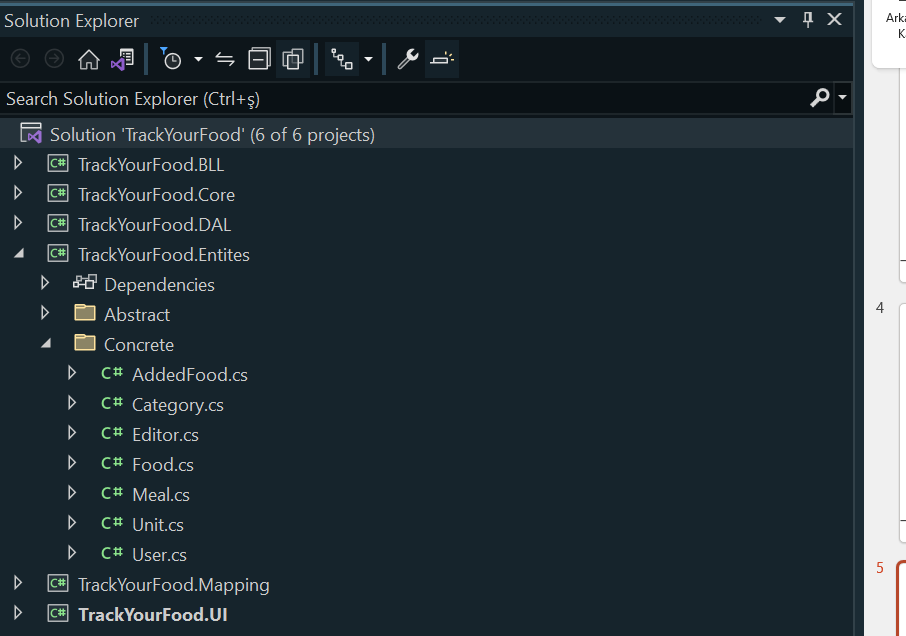 Solution Explorer
Search Solution Explorer (Ctrl+ş)
Solution 'TrackYourFood' (6 of 6 projects)
C# TrackYourFood.BLL
C# TrackYourFood.Core
C# TrackYourFood.DAL
C# TrackYourFood.Entites
Dependencies
Abstract
Concrete
C# AddedFood.cs
C# Category.cs
C# Editor.cs
C# Food.cs
C# Meal.cs
C# Unit.cs
C# User.cs
C# TrackYourFood.Mapping
C# TrackYourFood.UI
4
5